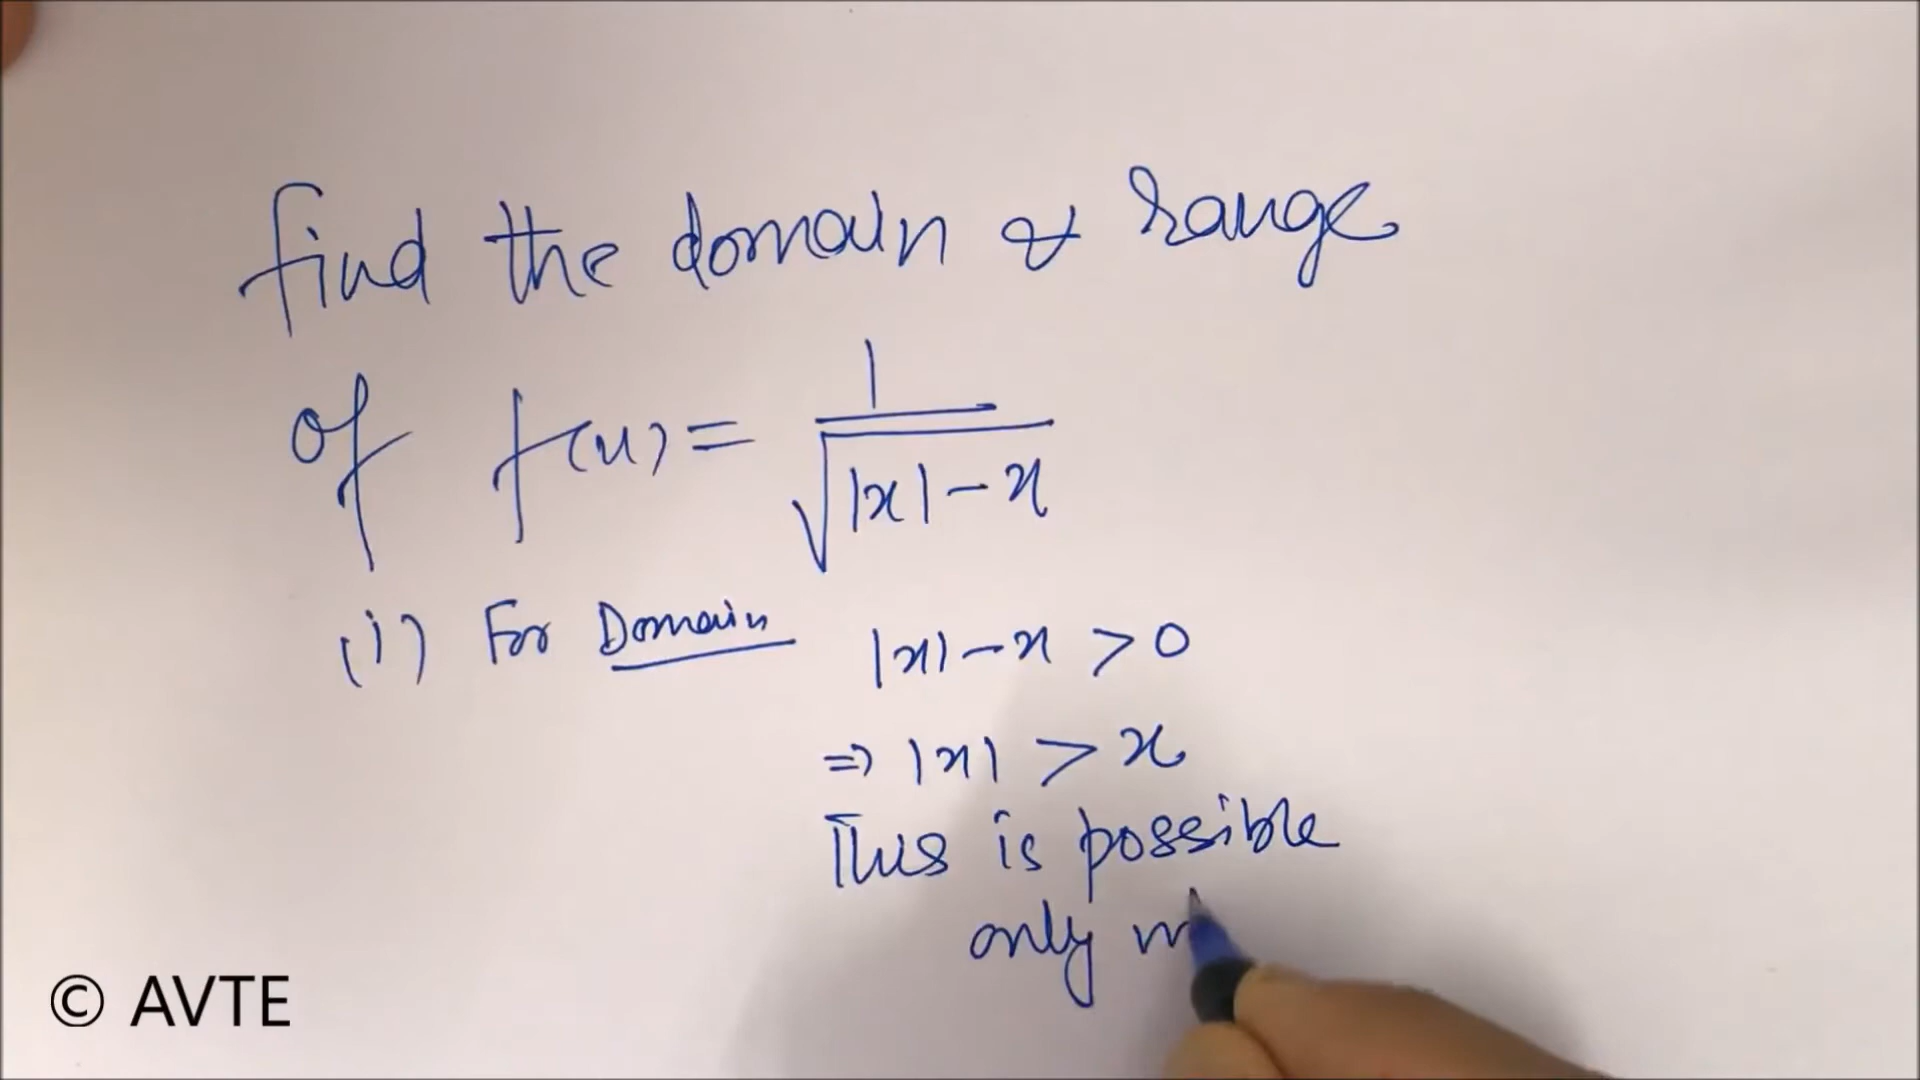 find the domain & range
of f(x) = 1/√(|x| - x)
(i) For Domain |x| - x > 0
⇒ |x| > x
This is possible
only
© AVTE